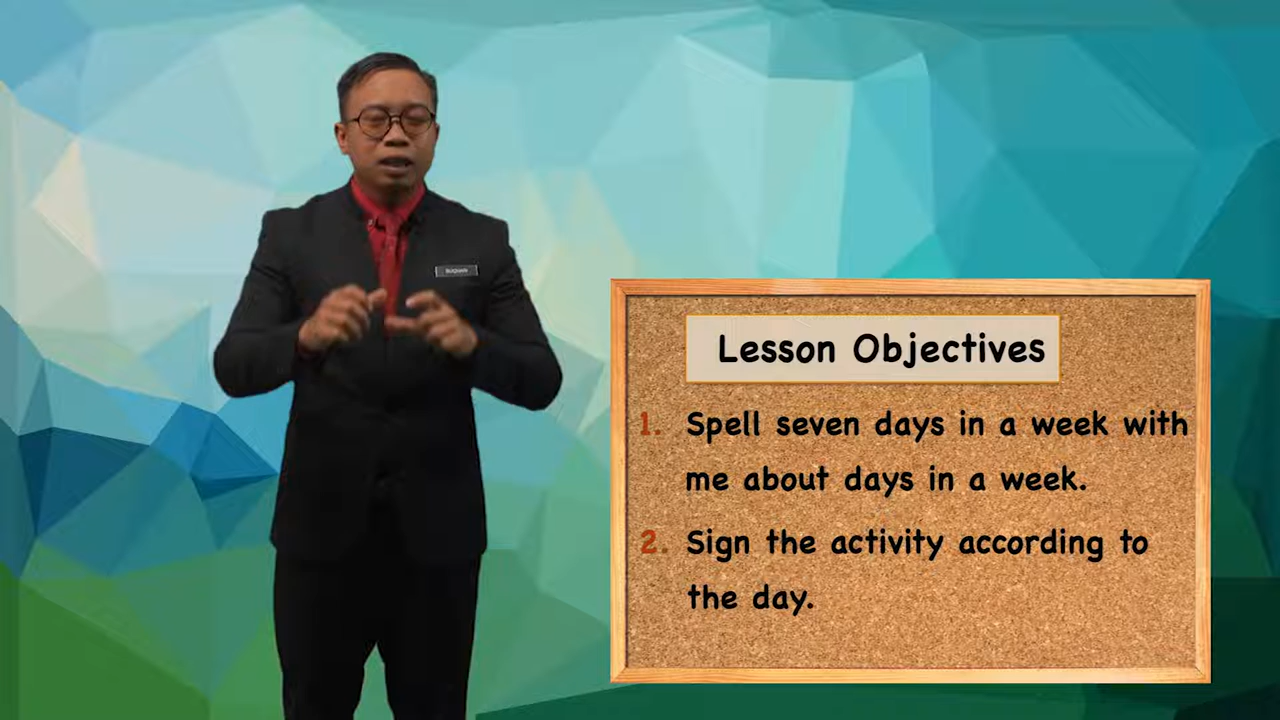 Lesson Objectives
1. Spell seven days in a week with
me about days in a week.
2. Sign the activity according to
the day.